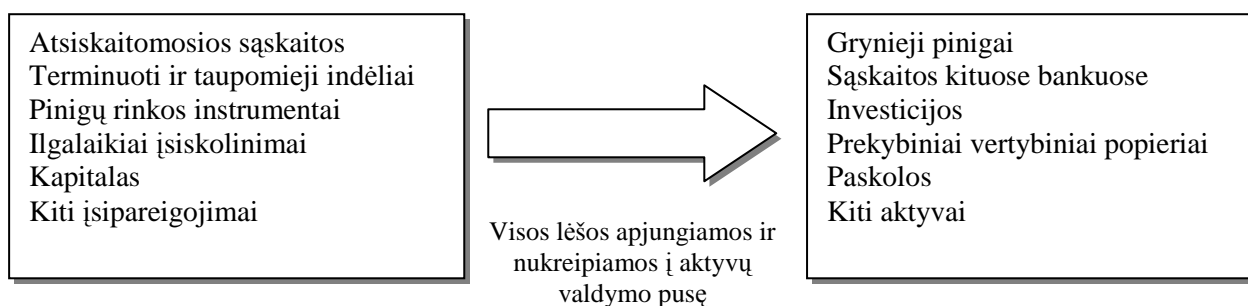 Atsiskaitomosios sąskaitos
Terminuoti ir taupomieji indėliai
Pinigų rinkos instrumentai
Ilgalaikiai įsiskolinimai
Kapitalas
Kiti įsipareigojimai
Visos lėšos apjungiamos ir
nukreipiamos į aktyvų
valdymo pusę
Grynieji pinigai
Sąskaitos kituose bankuose
Investicijos
Prekybiniai vertybiniai popieriai
Paskolos
Kiti aktyvai